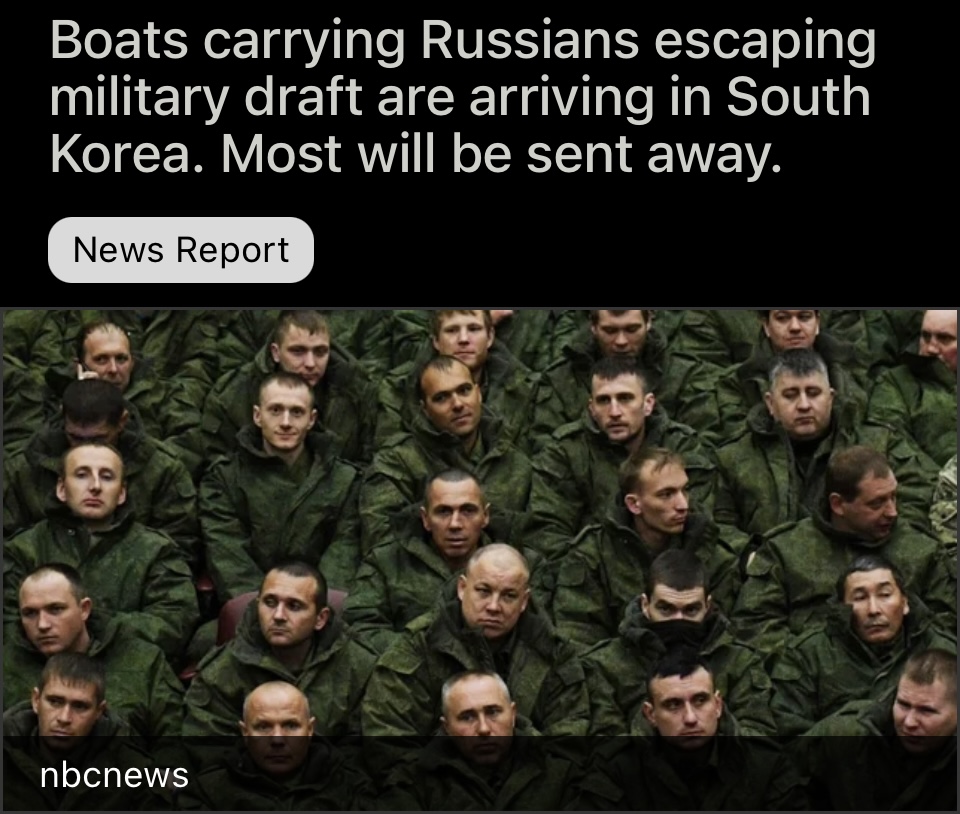 Boats carrying Russians escaping
military draft are arriving in South
Korea. Most will be sent away.
News Report
nbcnews